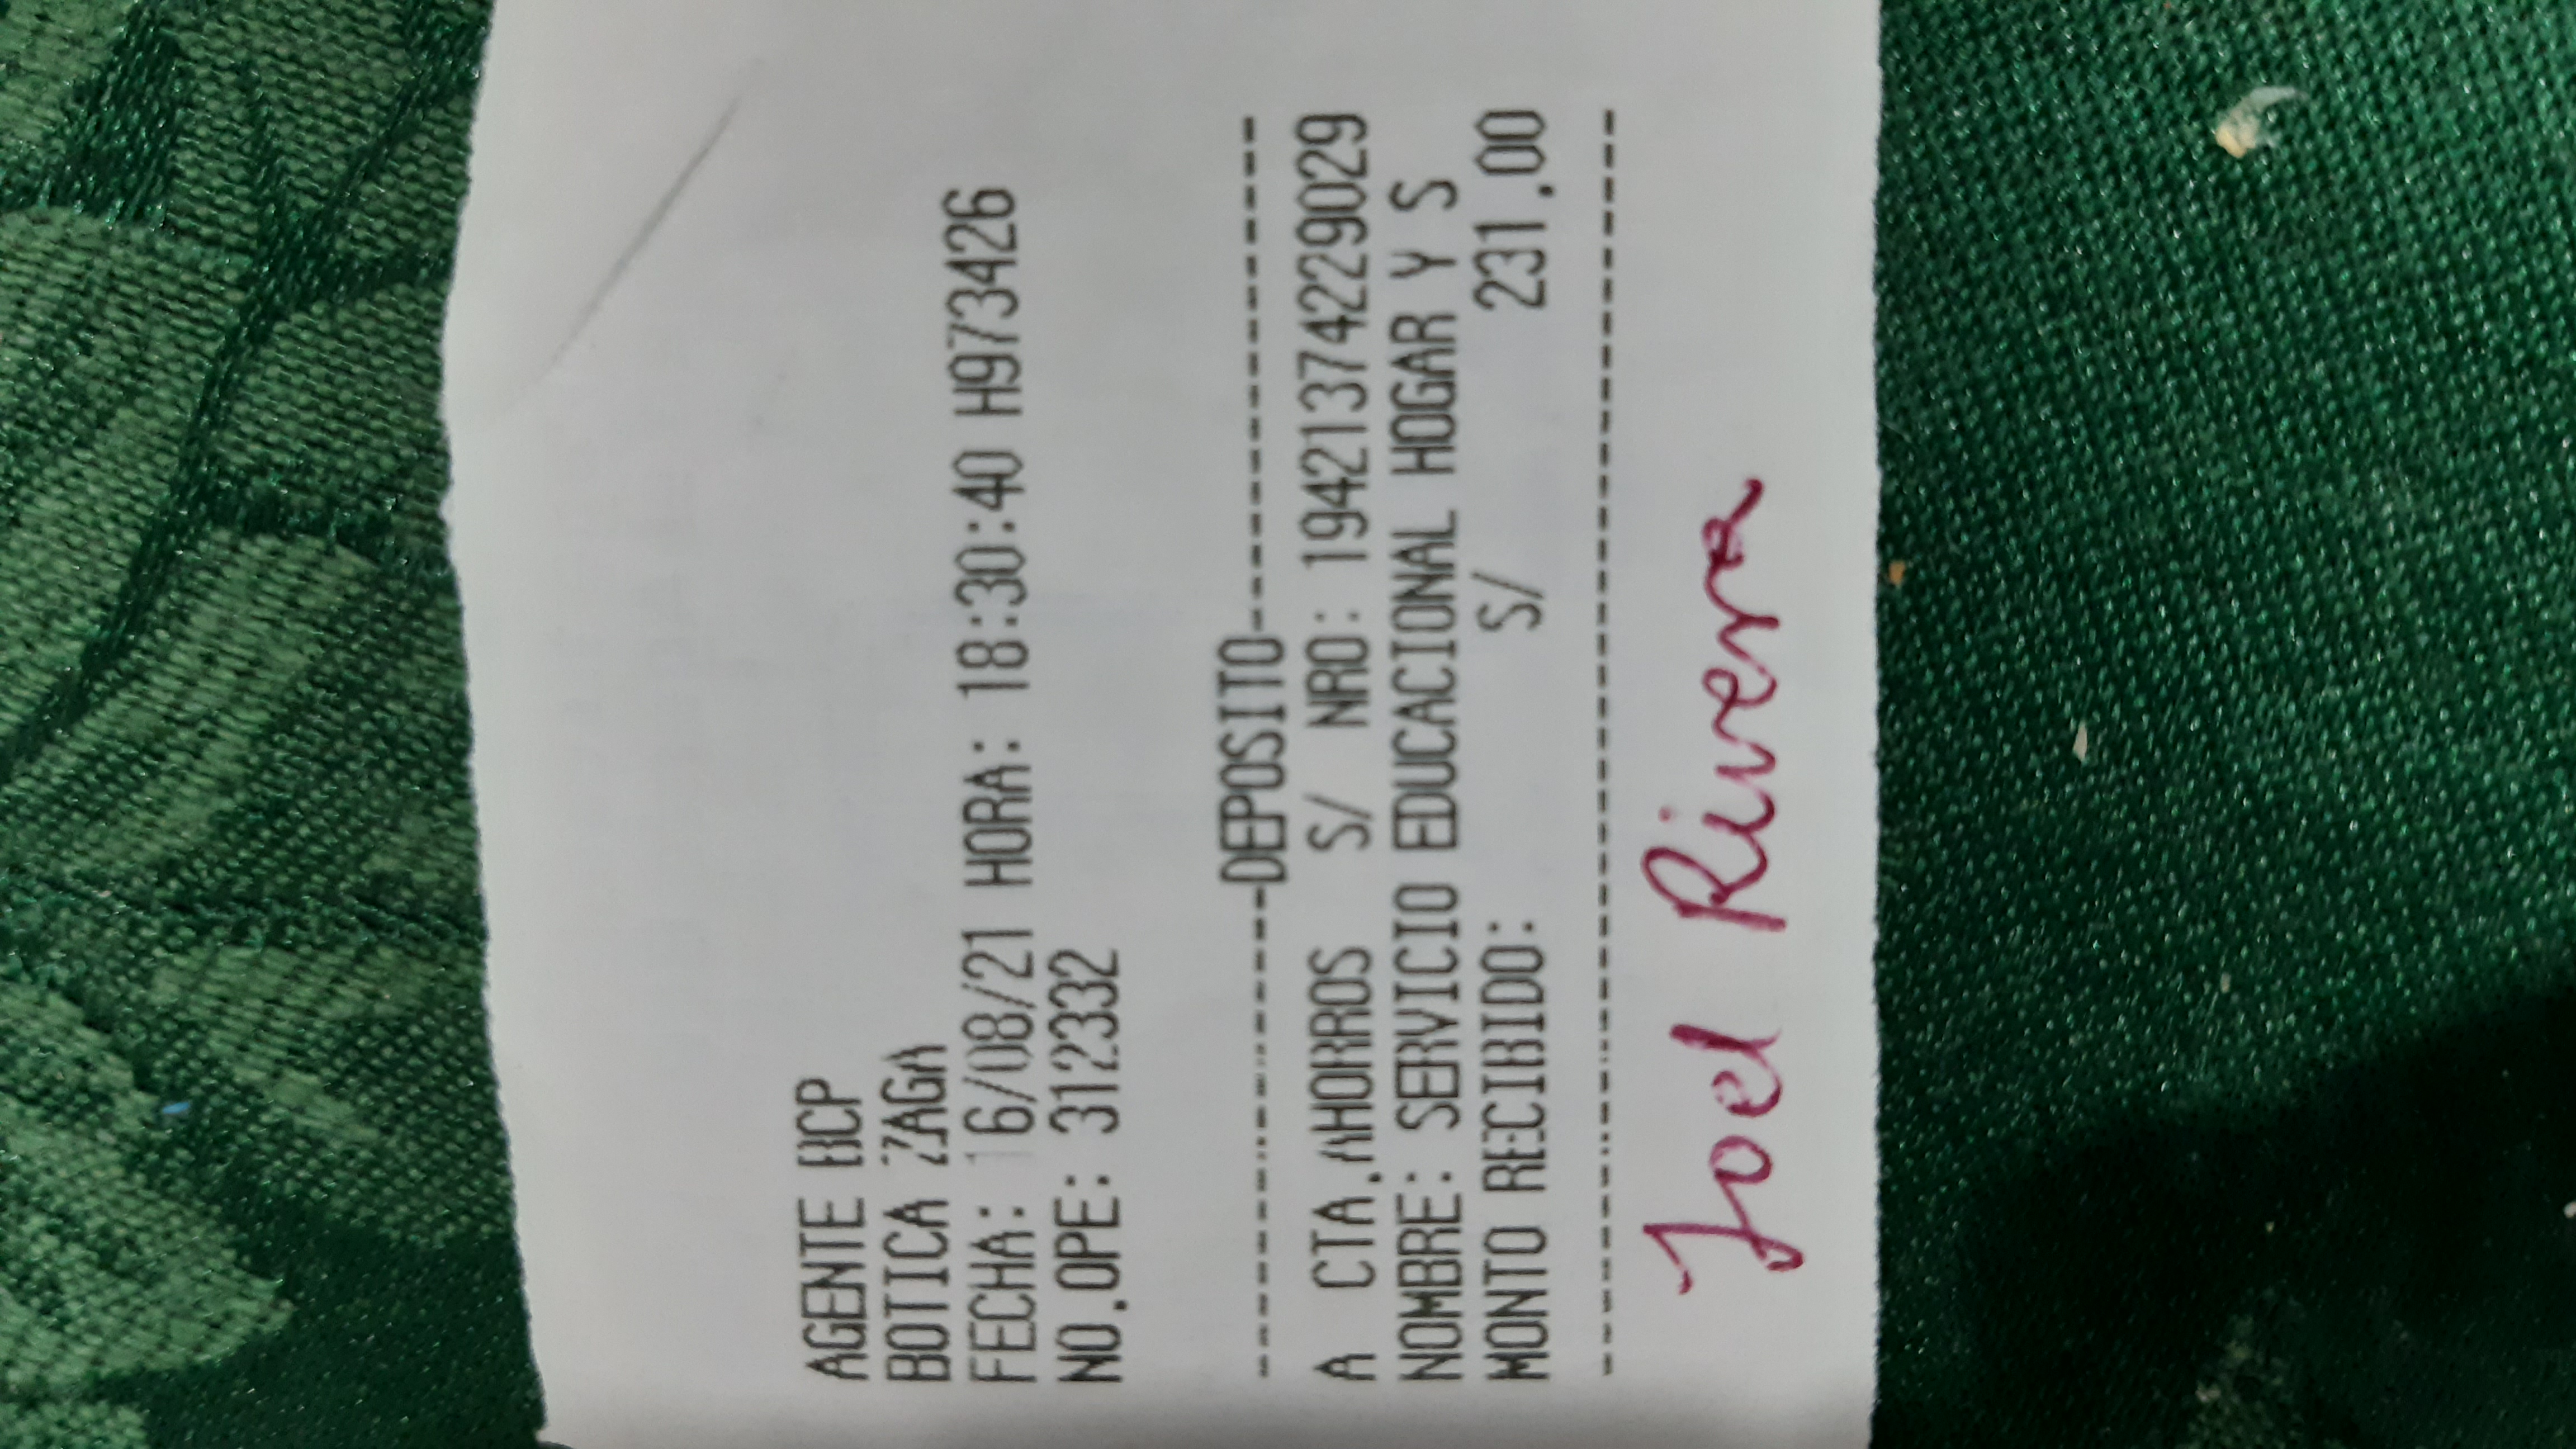 AGENTE BCP
BOTICA ZAGA
FECHA: 16/08/21 HORA: 18:30:40 H973426
NO.OPE: 312332
---------------DEPOSITO---------------
A CTA.AHORROS S/ NRO: 19421374229029
NOMBRE: SERVICIO EDUCACIONAL HOGAR Y S
MONTO RECIBIDO: S/ 231.00
--------------------------------------
Joel Rivera